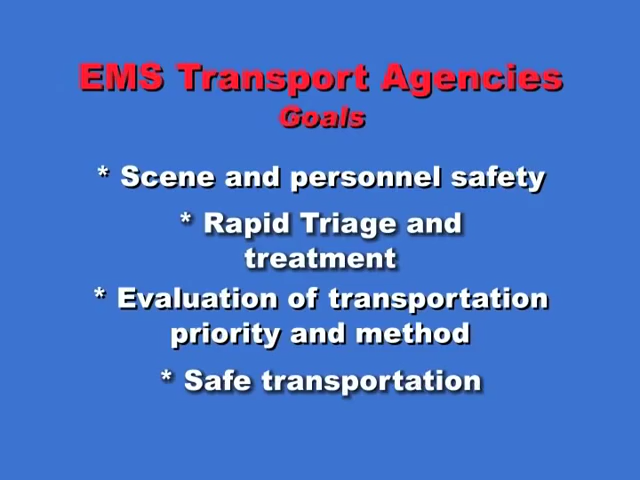 EMS Transport Agencies
Goals
* Scene and personnel safety
* Rapid Triage and
treatment
* Evaluation of transportation
priority and method
* Safe transportation